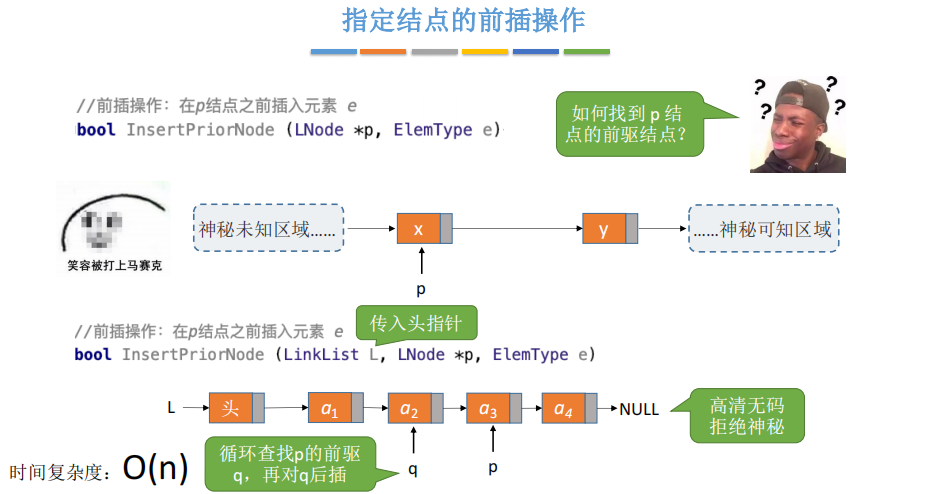 指定结点的前插操作
//前插操作：在p结点之前插入元素 e
bool InsertPriorNode (LNode *p, ElemType e)
如何找到 p 结
点的前驱结点？
? ? ? ?
神秘未知区域……
x
y
……神秘可知区域
笑容被打上马赛克
p
传入头指针
//前插操作：在p结点之前插入元素 e
bool InsertPriorNode (LinkList L, LNode *p, ElemType e)
L
头
a1
a2
a3
a4
NULL
高清无码
拒绝神秘
时间复杂度：O(n)
循环查找p的前驱
q，再对q后插
q
p